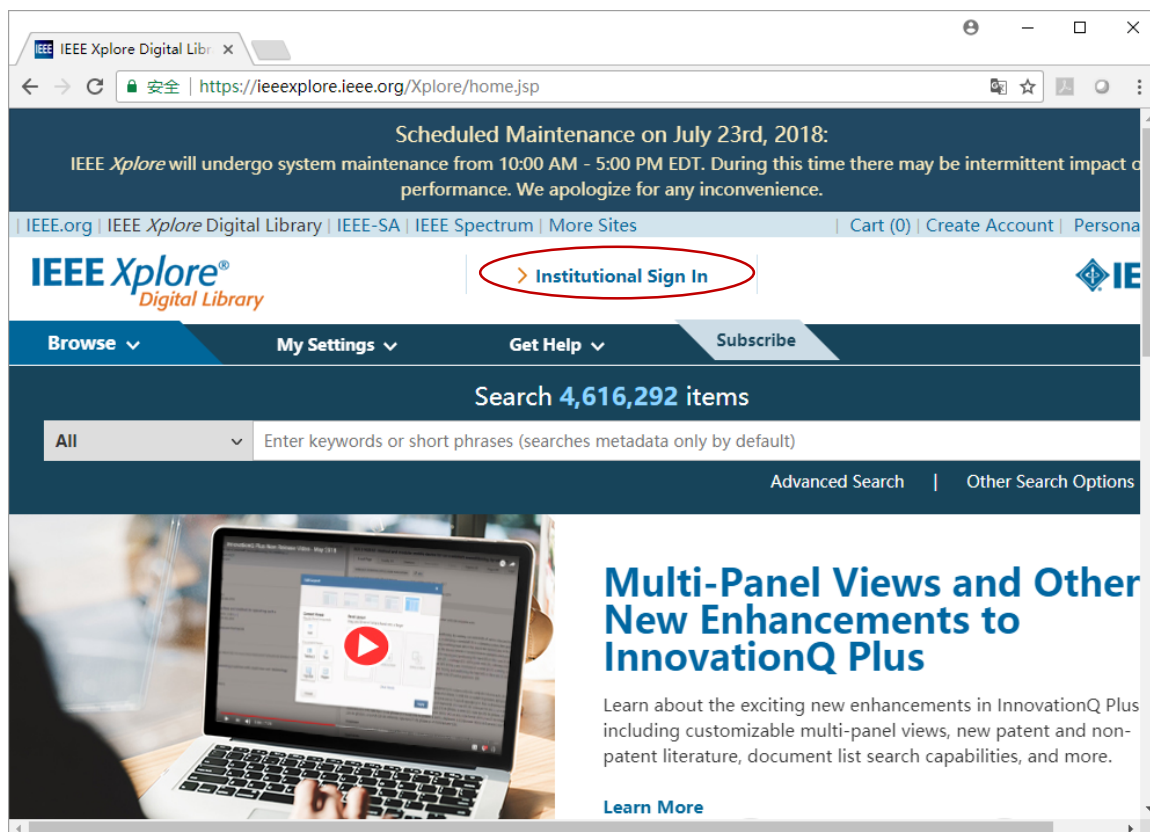 IEEE IEEE Xplore Digital Libr
安全 | https://ieeexplore.ieee.org/Xplore/home.jsp
Scheduled Maintenance on July 23rd, 2018:
IEEE Xplore will undergo system maintenance from 10:00 AM - 5:00 PM EDT. During this time there may be intermittent impact o
performance. We apologize for any inconvenience.
| IEEE.org | IEEE Xplore Digital Library | IEEE-SA | IEEE Spectrum | More Sites | Cart (0) | Create Account | Persona
IEEE Xplore®
Digital Library
Institutional Sign In
IE
Browse My Settings Get Help Subscribe
Search 4,616,292 items
All Enter keywords or short phrases (searches metadata only by default)
Advanced Search | Other Search Options
Multi-Panel Views and Other
New Enhancements to
InnovationQ Plus
Learn about the exciting new enhancements in InnovationQ Plus
including customizable multi-panel views, new patent and non-
patent literature, document list search capabilities, and more.
Learn More